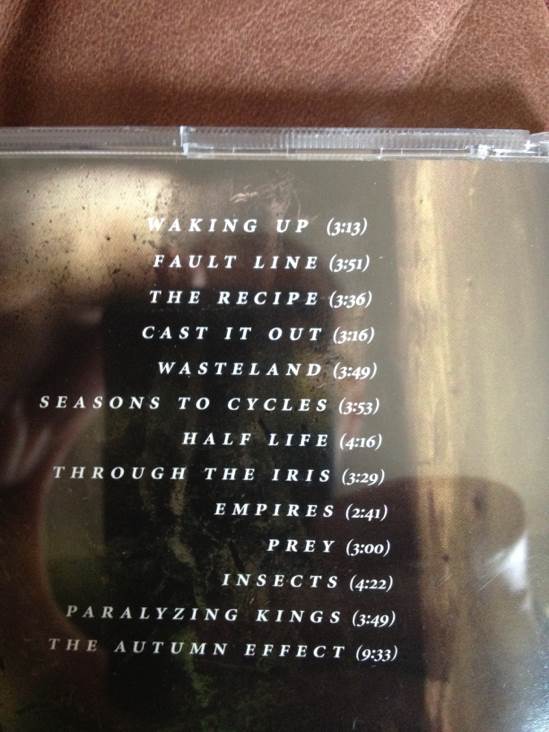 WAKING UP (3:13)
FAULT LINE (3:51)
THE RECIPE (3:36)
CAST IT OUT (3:16)
WASTELAND (3:49)
SEASONS TO CYCLES (3:53)
HALF LIFE (4:16)
THROUGH THE IRIS (3:29)
EMPIRES (2:41)
PREY (3:00)
INSECTS (4:22)
PARALYZING KINGS (3:49)
THE AUTUMN EFFECT (9:33)